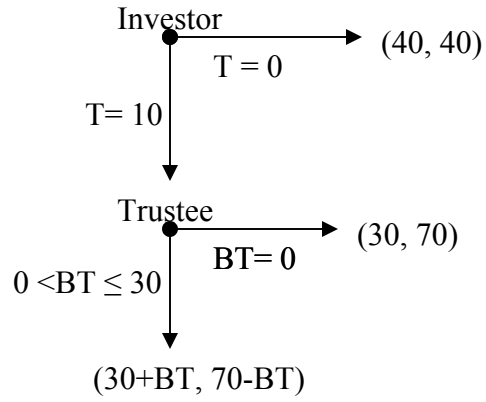 Investor
(40, 40)
T = 0
T= 10
Trustee
(30, 70)
BT= 0
0 <BT ≤ 30
(30+BT, 70-BT)